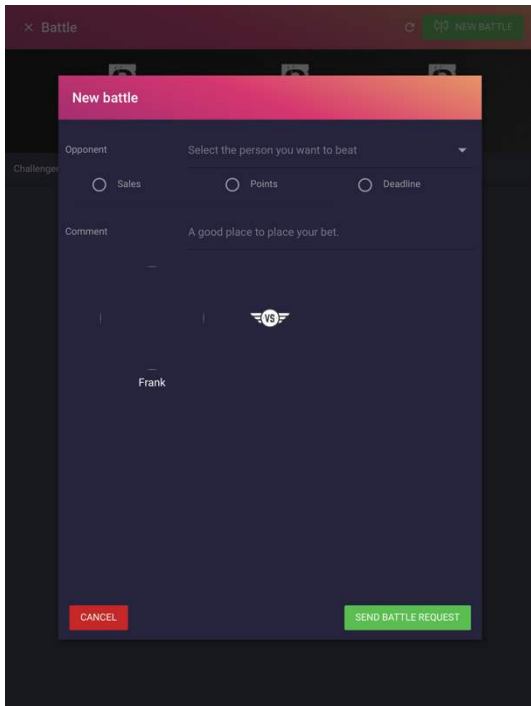 × Battle
NEW BATTLE
New battle
Opponent
Select the person you want to beat
Challenger
Sales
Points
Deadline
Comment
A good place to place your bet.
VS
Frank
CANCEL
SEND BATTLE REQUEST